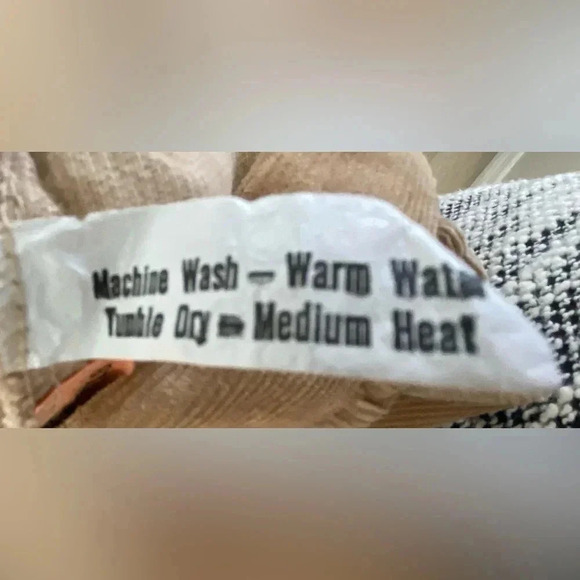 Machine Wash — Warm Water
Tumble Dry — Medium Heat